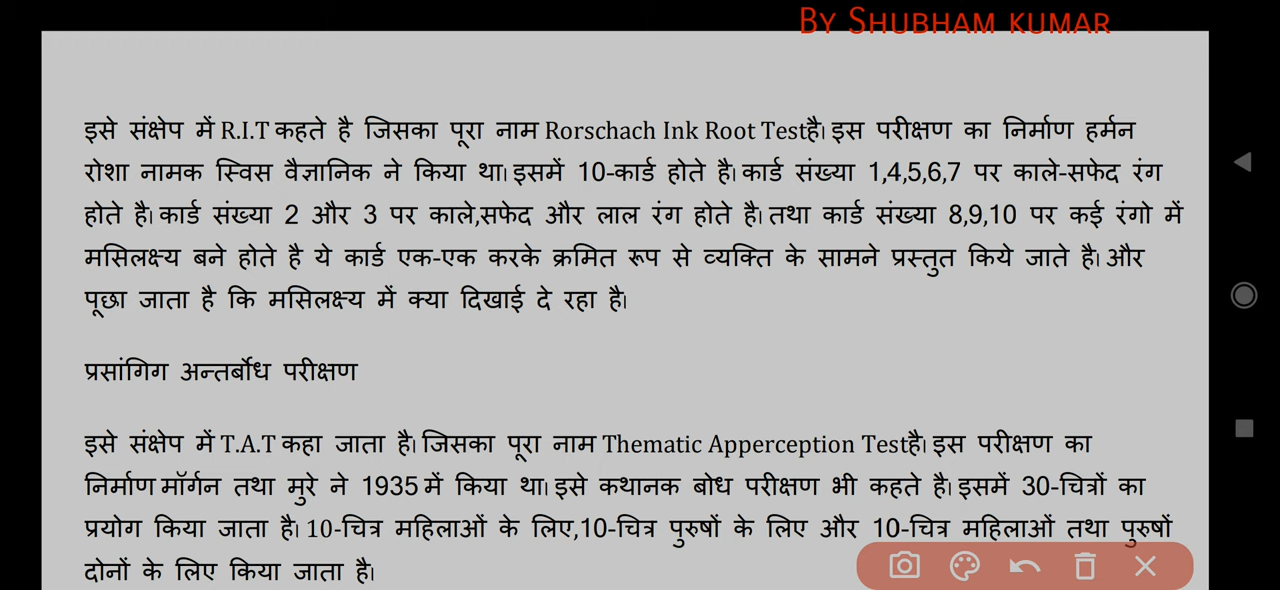 By Shubham kumar
इसे संक्षेप में R.I.T कहते है जिसका पूरा नाम Rorschach Ink Root Testहै। इस परीक्षण का निर्माण हर्मन
रोशा नामक स्विस वैज्ञानिक ने किया था। इसमें 10-कार्ड होते है। कार्ड संख्या 1,4,5,6,7 पर काले-सफेद रंग
होते है। कार्ड संख्या 2 और 3 पर काले,सफेद और लाल रंग होते है। तथा कार्ड संख्या 8,9,10 पर कई रंगो में
मसिलक्ष्य बने होते है ये कार्ड एक-एक करके क्रमित रूप से व्यक्ति के सामने प्रस्तुत किये जाते है। और
पूछा जाता है कि मसिलक्ष्य में क्या दिखाई दे रहा है।
प्रसांगिग अन्तर्बोध परीक्षण
इसे संक्षेप में T.A.T कहा जाता है। जिसका पूरा नाम Thematic Apperception Testहै। इस परीक्षण का
निर्माण मॉर्गन तथा मुरे ने 1935 में किया था। इसे कथानक बोध परीक्षण भी कहते है। इसमें 30-चित्रों का
प्रयोग किया जाता है। 10-चित्र महिलाओं के लिए,10-चित्र पुरुषों के लिए और 10-चित्र महिलाओं तथा पुरुषों
दोनों के लिए किया जाता है।